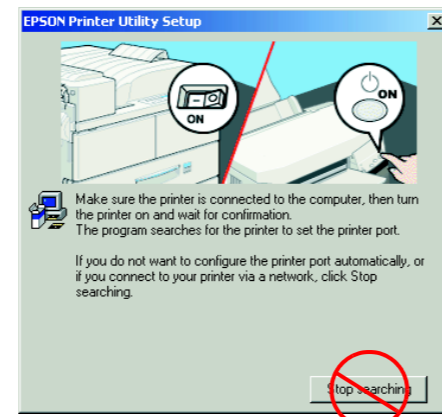 EPSON Printer Utility Setup
ON
ON
Make sure the printer is connected to the computer, then turn
the printer on and wait for confirmation.
The program searches for the printer to set the printer port.
If you do not want to configure the printer port automatically, or
if you connect to your printer via a network, click Stop
searching.
Stop searching